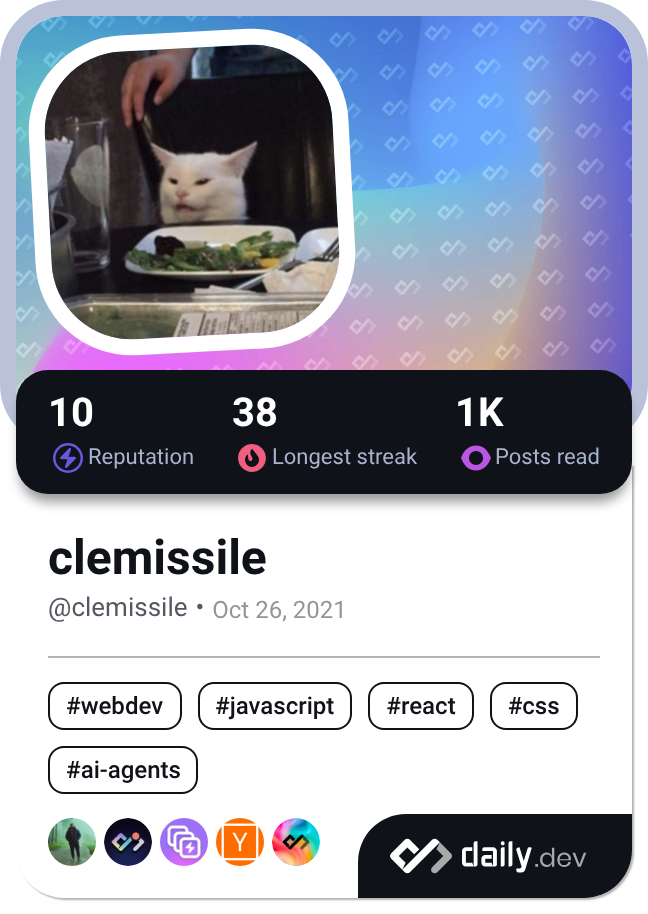 10 38 1K
Reputation Longest streak Posts read
clemissile
@clemissile • Oct 26, 2021
#webdev #javascript #react #css
#ai-agents
Y
daily.dev